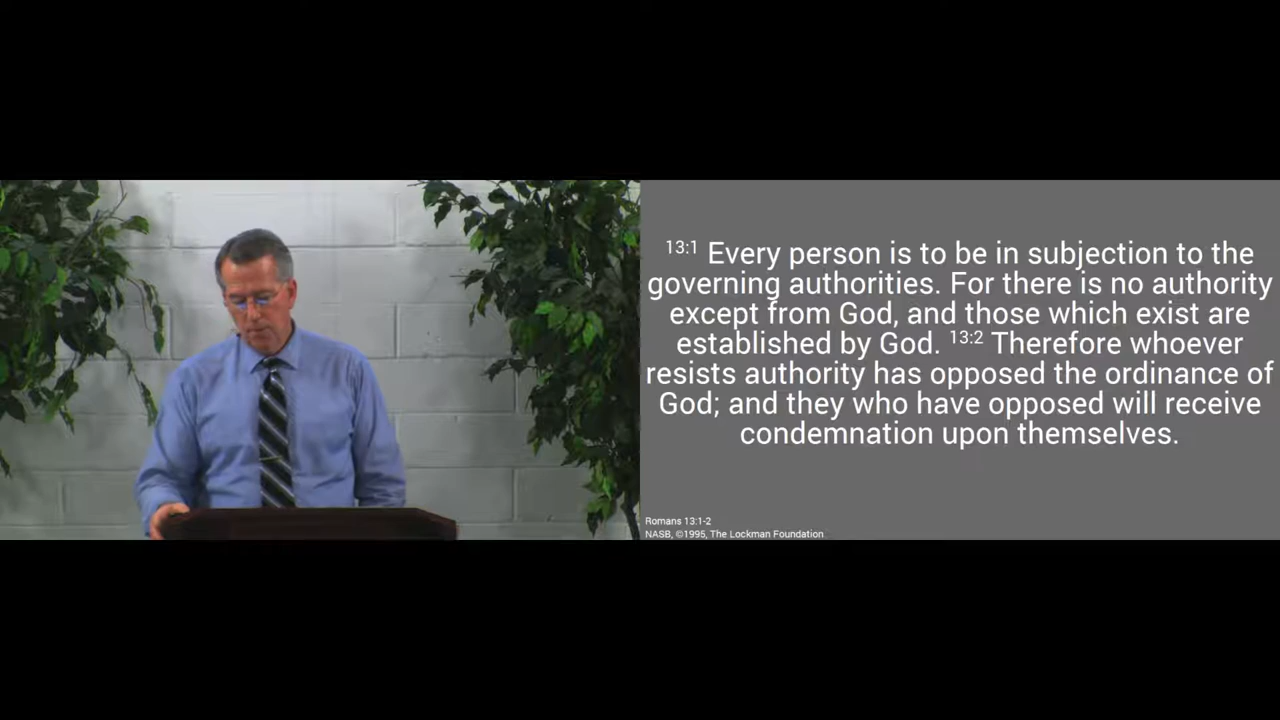 13:1 Every person is to be in subjection to the
governing authorities. For there is no authority
except from God, and those which exist are
established by God. 13:2 Therefore whoever
resists authority has opposed the ordinance of
God; and they who have opposed will receive
condemnation upon themselves.
Romans 13:1-2
NASB, ©1995, The Lockman Foundation